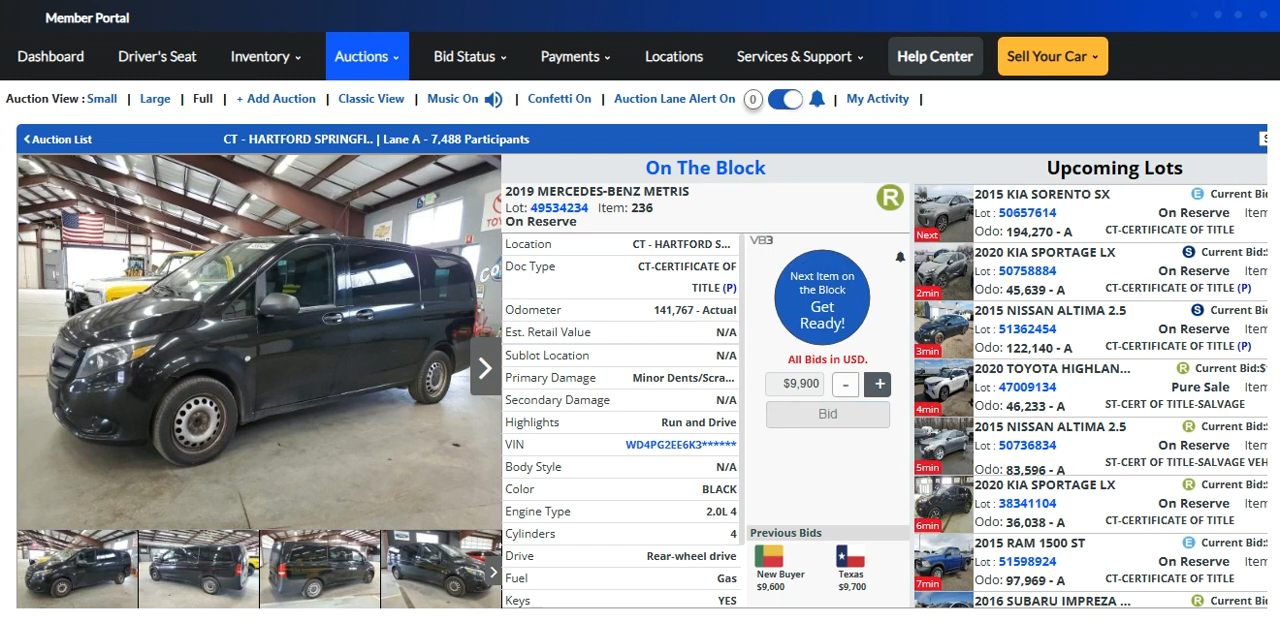 Member Portal
Dashboard Driver's Seat Inventory Auctions Bid Status Payments Locations Services & Support Help Center Sell Your Car
Auction View : Small | Large | Full | + Add Auction | Classic View | Music On | Confetti On | Auction Lane Alert On 0 | My Activity |
Auction List CT - HARTFORD SPRINGFI.. | Lane A - 7,488 Participants
On The Block
2019 MERCEDES-BENZ METRIS
Lot: 49534234 Item: 236
On Reserve
R
Location CT - HARTFORD S...
Doc Type CT-CERTIFICATE OF
TITLE (P)
Odometer 141,767 - Actual
Est. Retail Value N/A
Sublot Location N/A
Primary Damage Minor Dents/Scra...
Secondary Damage N/A
Highlights Run and Drive
VIN WD4PG2EE6K3******
Body Style N/A
Color BLACK
Engine Type 2.0L 4
Cylinders 4
Drive Rear-wheel drive
Fuel Gas
Keys YES
VB3
Next Item on
the Block
Get
Ready!
All Bids in USD.
$9,900 - +
Bid
Previous Bids
New Buyer Texas
$9,600 $9,700
Upcoming Lots
2015 KIA SORENTO SX E Current Bid
Lot : 50657614 On Reserve Item
Odo: 194,270 - A CT-CERTIFICATE OF TITLE
Next
2020 KIA SPORTAGE LX S Current Bid:
Lot : 50758884 On Reserve Item
Odo: 45,639 - A CT-CERTIFICATE OF TITLE (P)
2min
2015 NISSAN ALTIMA 2.5 S Current Bid:
Lot : 51362454 On Reserve Item
Odo: 122,140 - A CT-CERTIFICATE OF TITLE (P)
3min
2020 TOYOTA HIGHLAN... R Current Bid:
Lot : 47009134 Pure Sale Item
Odo: 46,233 - A ST-CERT OF TITLE-SALVAGE
4min
2015 NISSAN ALTIMA 2.5 R Current Bid:
Lot : 50736834 On Reserve Item
Odo: 83,596 - A ST-CERT OF TITLE-SALVAGE VEH
5min
2020 KIA SPORTAGE LX R Current Bid:
Lot : 38341104 On Reserve Item
Odo: 36,038 - A CT-CERTIFICATE OF TITLE
6min
2015 RAM 1500 ST E Current Bid:
Lot : 51598924 On Reserve Item
Odo: 97,969 - A CT-CERTIFICATE OF TITLE
7min
2016 SUBARU IMPREZA ... R Current Bid